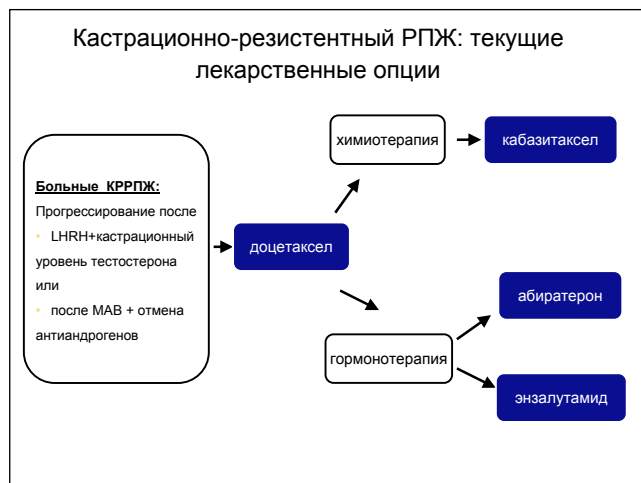 Кастрационно-резистентный РПЖ: текущие
лекарственные опции
Больные КРРПЖ:
Прогрессирование после
• LHRH+кастрационный
уровень тестостерона
или
• после МАВ + отмена
антиандрогенов
доцетаксел
химиотерапия
кабазитаксел
гормонотерапия
абиратерон
энзалутамид